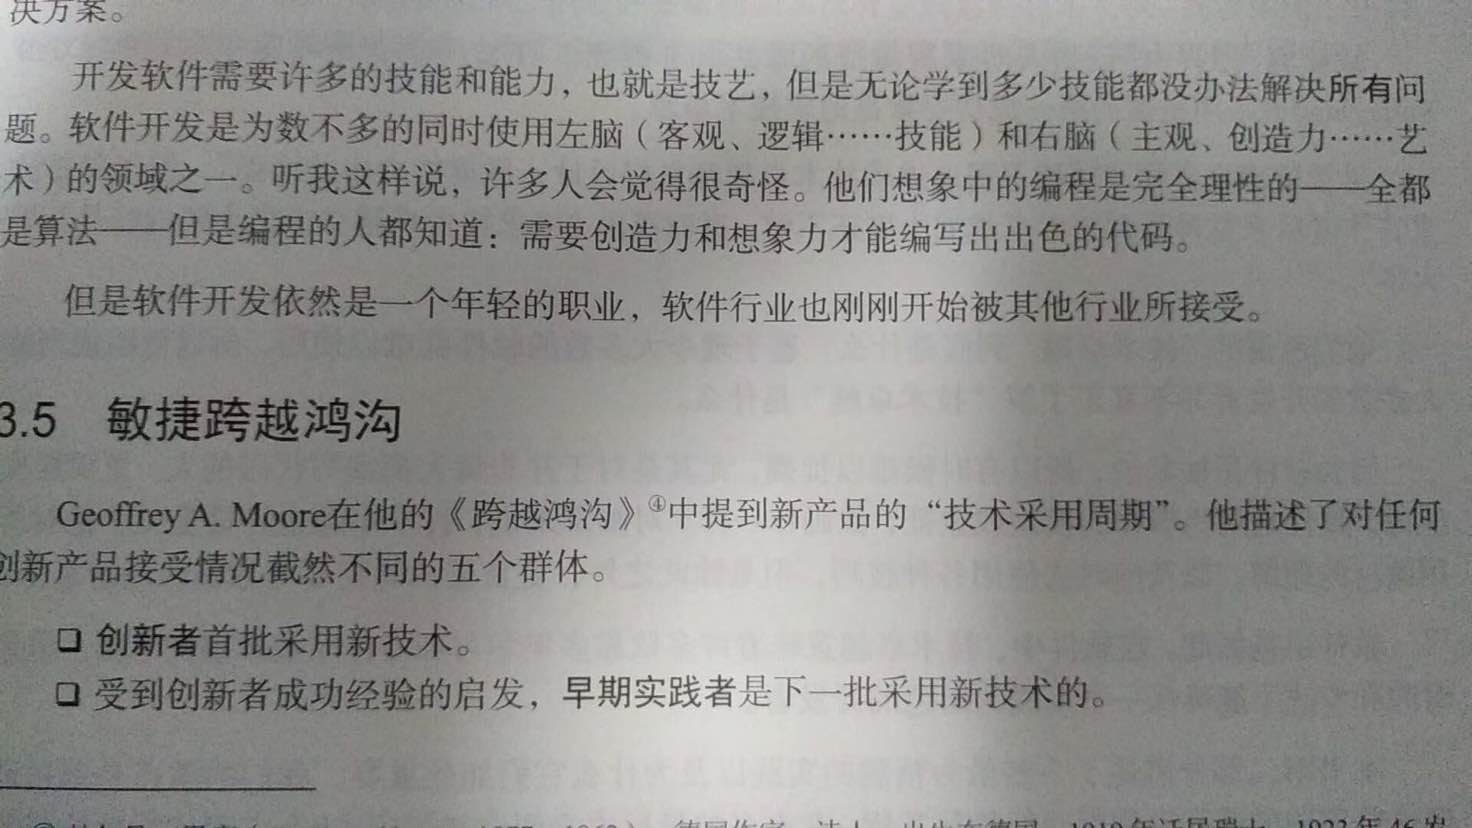 决方案。
开发软件需要许多的技能和能力，也就是技艺，但是无论学到多少技能都没办法解决所有问
题。软件开发是为数不多的同时使用左脑（客观、逻辑……技能）和右脑（主观、创造力……艺
术）的领域之一。听我这样说，许多人会觉得很奇怪。他们想象中的编程是完全理性的——全都
是算法——但是编程的人都知道：需要创造力和想象力才能编写出出色的代码。
但是软件开发依然是一个年轻的职业，软件行业也刚刚开始被其他行业所接受。
3.5 敏捷跨越鸿沟
Geoffrey A. Moore在他的《跨越鸿沟》④中提到新产品的“技术采用周期”。他描述了对任何
创新产品接受情况截然不同的五个群体。
❑ 创新者首批采用新技术。
❑ 受到创新者成功经验的启发，早期实践者是下一批采用新技术的。